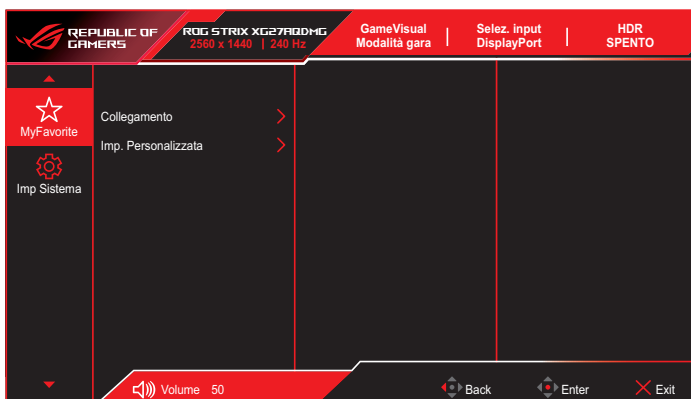 REPUBLIC OF
GAMERS
ROG STRIX XG27AQDMG
2560 x 1440 | 240 Hz
GameVisual
Modalità gara
Selez. input
DisplayPort
HDR
SPENTO
MyFavorite
Imp Sistema
Collegamento
Imp. Personalizzata
Volume 50
Back
Enter
Exit